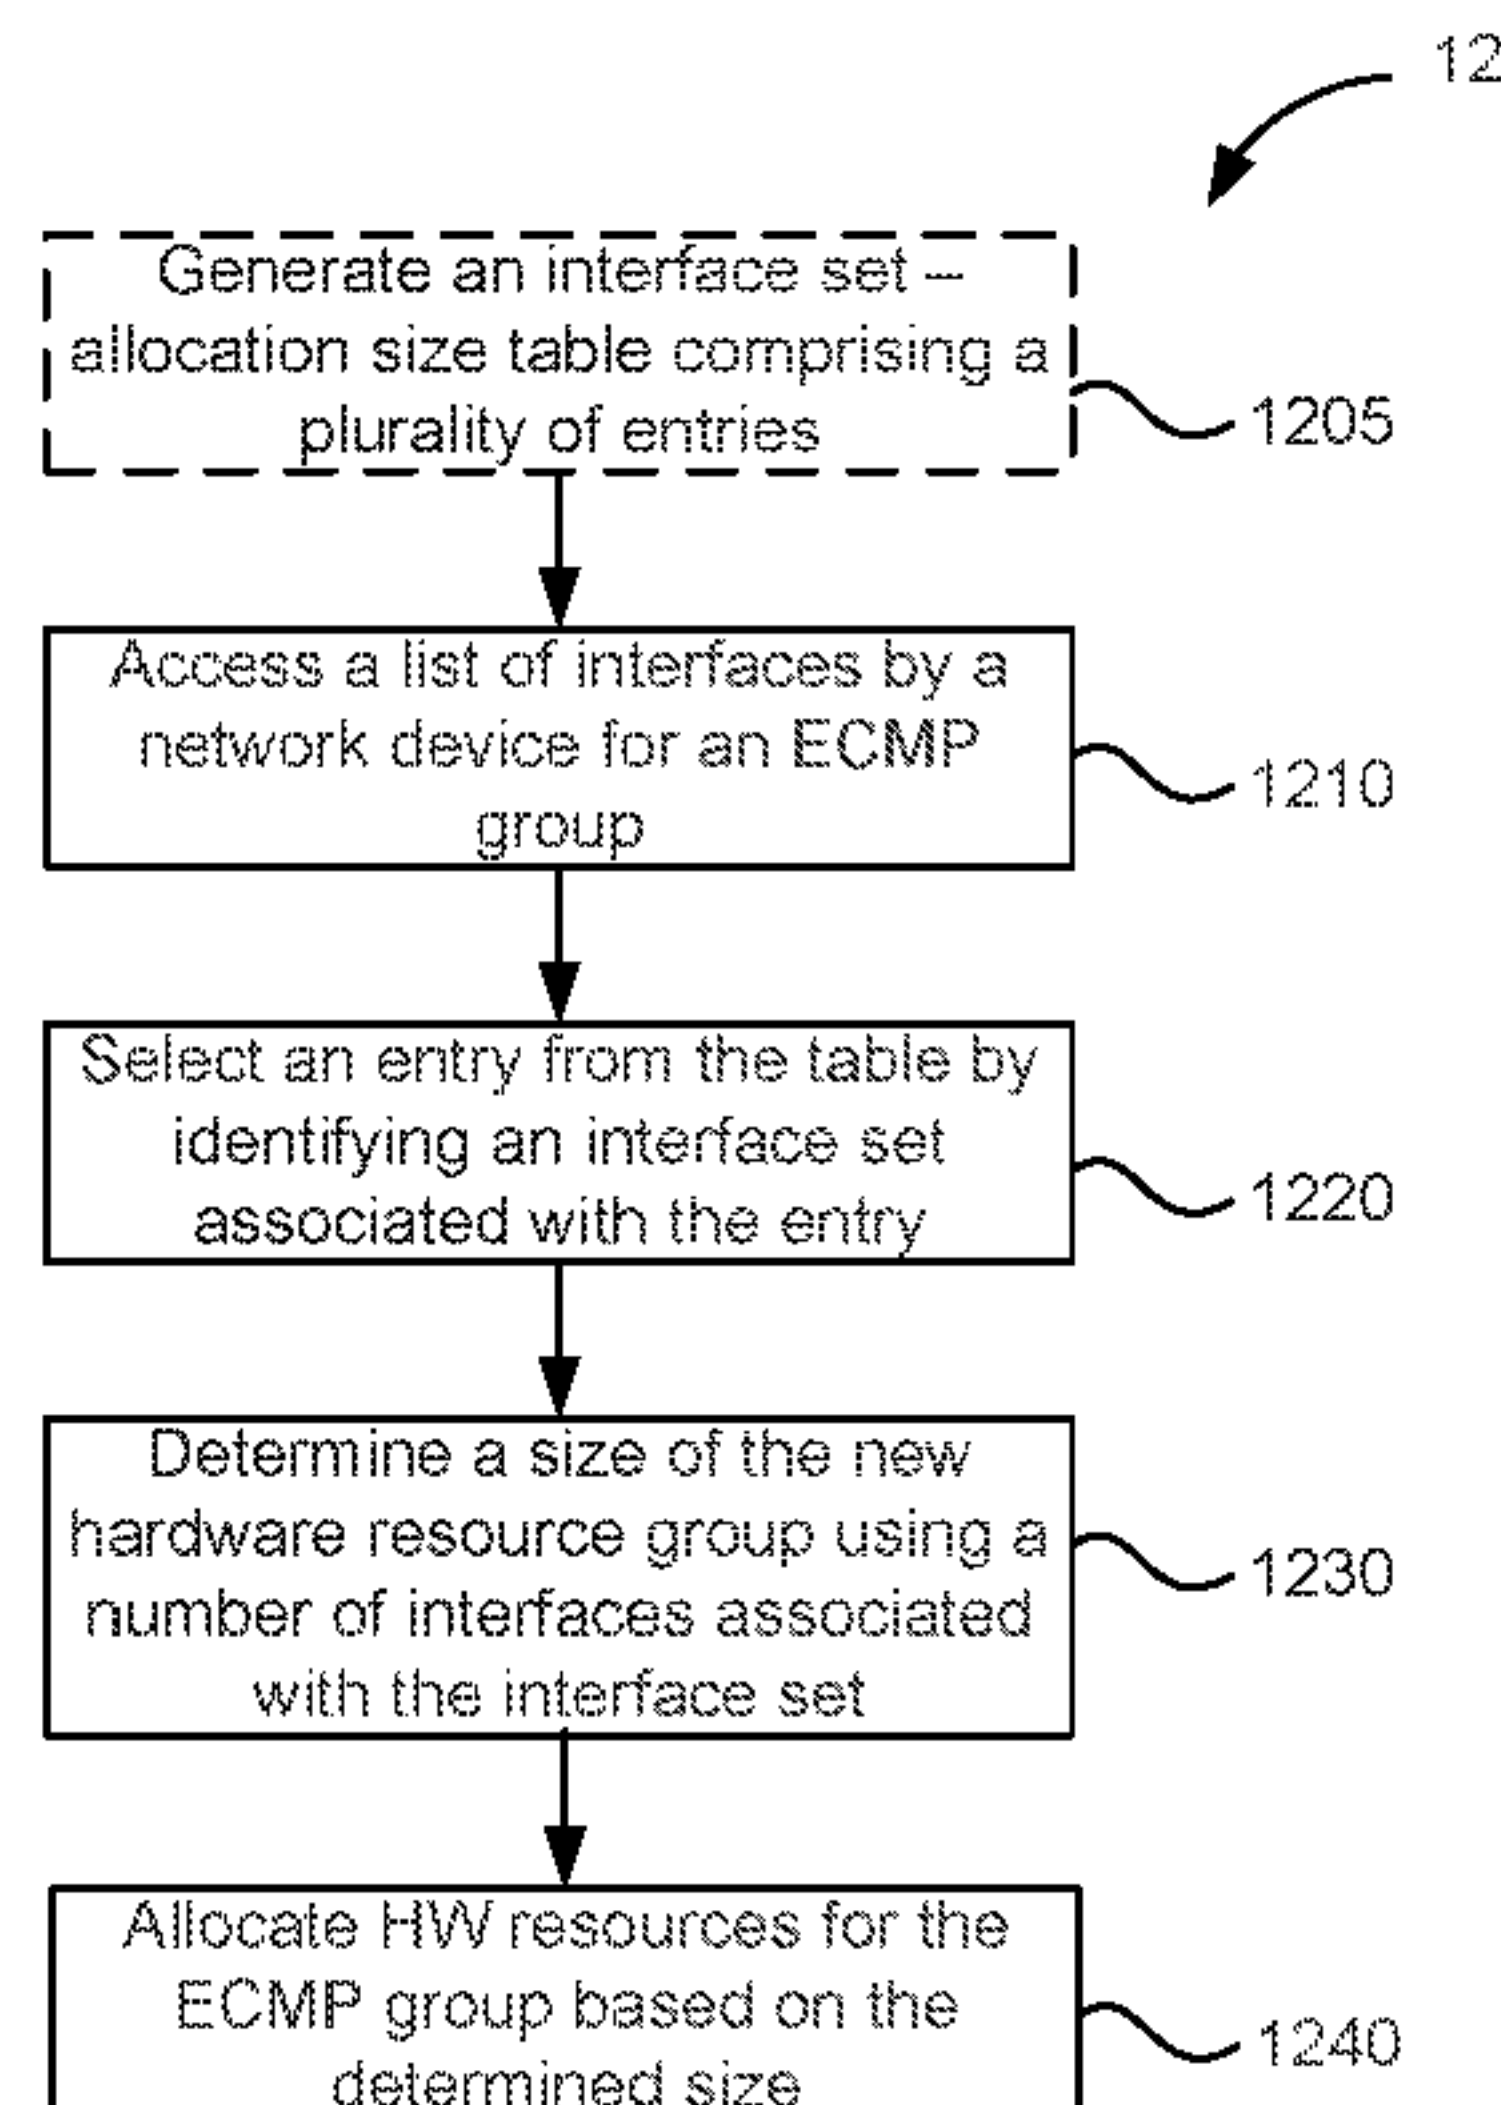 12
Generate an interface set –
allocation size table comprising a
plurality of entries
1205
Access a list of interfaces by a
network device for an ECMP
group
1210
Select an entry from the table by
identifying an interface set
associated with the entry
1220
Determine a size of the new
hardware resource group using a
number of interfaces associated
with the interface set
1230
Allocate HW resources for the
ECMP group based on the
determined size
1240